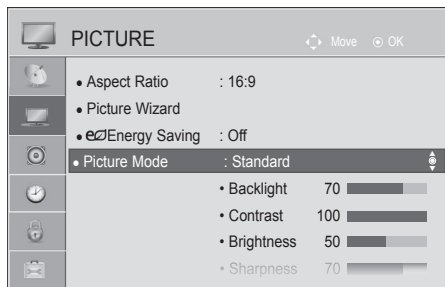 PICTURE
Move ⊙ OK
• Aspect Ratio : 16:9
• Picture Wizard
• eco Energy Saving : Off
• Picture Mode : Standard
• Backlight 70
• Contrast 100
• Brightness 50
• Sharpness 70